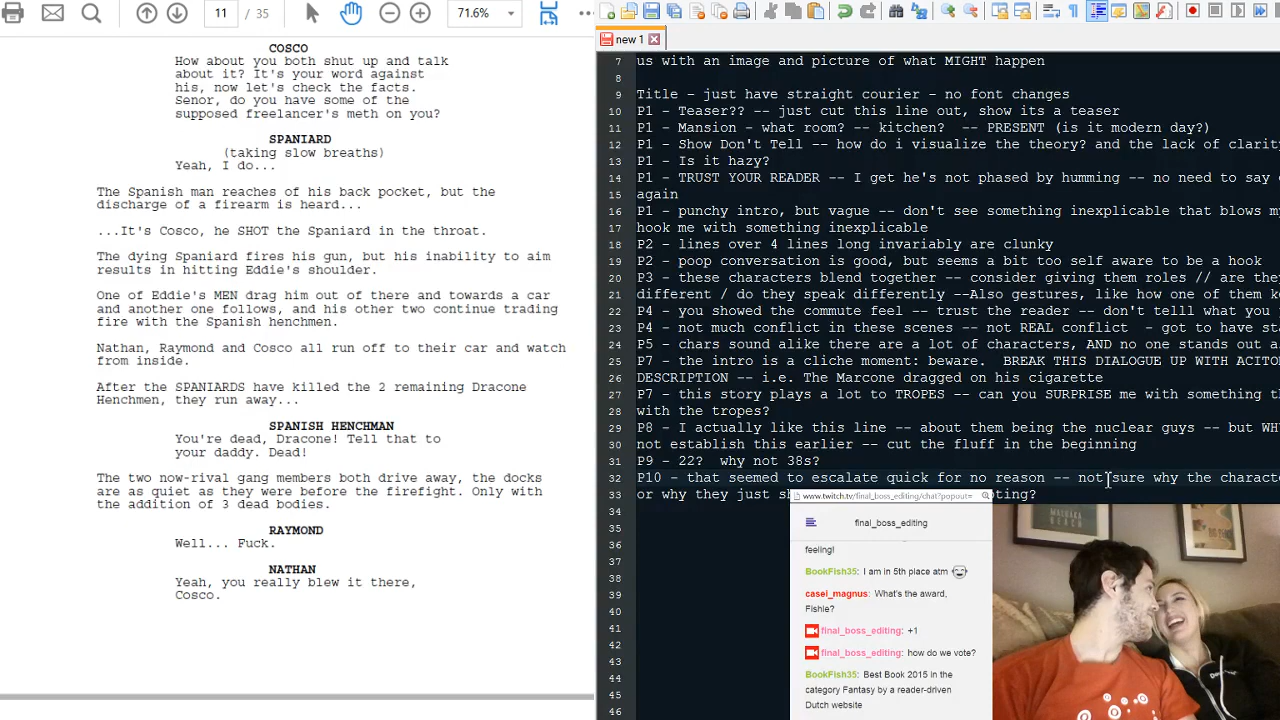 11 / 35
71.6%
COSCO
How about you both shut up and talk
about it? It's your word against
his, now let's check the facts.
Senor, do you have some of the
supposed freelancer's meth on you?
SPANIARD
(taking slow breaths)
Yeah, I do...
The Spanish man reaches of his back pocket, but the
discharge of a firearm is heard...
...It's Cosco, he SHOT the Spaniard in the throat.
The dying Spaniard fires his gun, but his inability to aim
results in hitting Eddie's shoulder.
One of Eddie's MEN drag him out of there and towards a car
and another one follows, and his other two continue trading
fire with the Spanish henchmen.
Nathan, Raymond and Cosco all run off to their car and watch
from inside.
After the SPANIARDS have killed the 2 remaining Dracone
Henchmen, they run away...
SPANISH HENCHMAN
You're dead, Dracone! Tell that to
your daddy. Dead!
The two now-rival gang members both drive away, the docks
are as quiet as they were before the firefight. Only with
the addition of 3 dead bodies.
RAYMOND
Well... Fuck.
NATHAN
Yeah, you really blew it there,
Cosco.
new 1
7 us with an image and picture of what MIGHT happen
8
9 Title - just have straight courier - no font changes
10 P1 - Teaser?? -- just cut this line out, show its a teaser
11 P1 - Mansion - what room? -- kitchen? -- PRESENT (is it modern day?)
12 P1 - Show Don't Tell -- how do i visualize the theory? and the lack of clarit
13 P1 - Is it hazy?
14 P1 - TRUST YOUR READER -- I get he's not phased by humming -- no need to say
15 again
16 P1 - punchy intro, but vague -- don't see something inexplicable that blows m
17 hook me with something inexplicable
18 P2 - lines over 4 lines long invariably are clunky
19 P2 - poop conversation is good, but seems a bit too self aware to be a hook
20 P3 - these characters blend together -- consider giving them roles // are the
21 different / do they speak differently --Also gestures, like how one of them k
22 P4 - you showed the commute feel -- trust the reader -- don't telll what you
23 P4 - not much conflict in these scenes -- not REAL conflict - got to have st
24 P5 - chars sound alike there are a lot of characters, AND no one stands out a
25 P7 - the intro is a cliche moment: beware. BREAK THIS DIALOGUE UP WITH ACITO
26 DESCRIPTION -- i.e. The Marcone dragged on his cigarette
27 P7 - this story plays a lot to TROPES -- can you SURPRISE me with something t
28 with the tropes?
29 P8 - I actually like this line -- about them being the nuclear guys -- but WH
30 not establish this earlier -- cut the fluff in the beginning
31 P9 - 22? why not 38s?
32 P10 - that seemed to escalate quick for no reason -- not sure why the charact
33 or why they just s ting?
34
35
36
37
38
39
40
41
42
43
44
45
46
www.twitch.tv/final_boss_editing/chat?popout=
final_boss_editing
feeling!
BookFish35: I am in 5th place atm
casel_magnus: What's the award,
Fishie?
final_boss_editing: +1
final_boss_editing: how do we vote?
BookFish35: Best Book 2015 in the
category Fantasy by a reader-driven
Dutch website